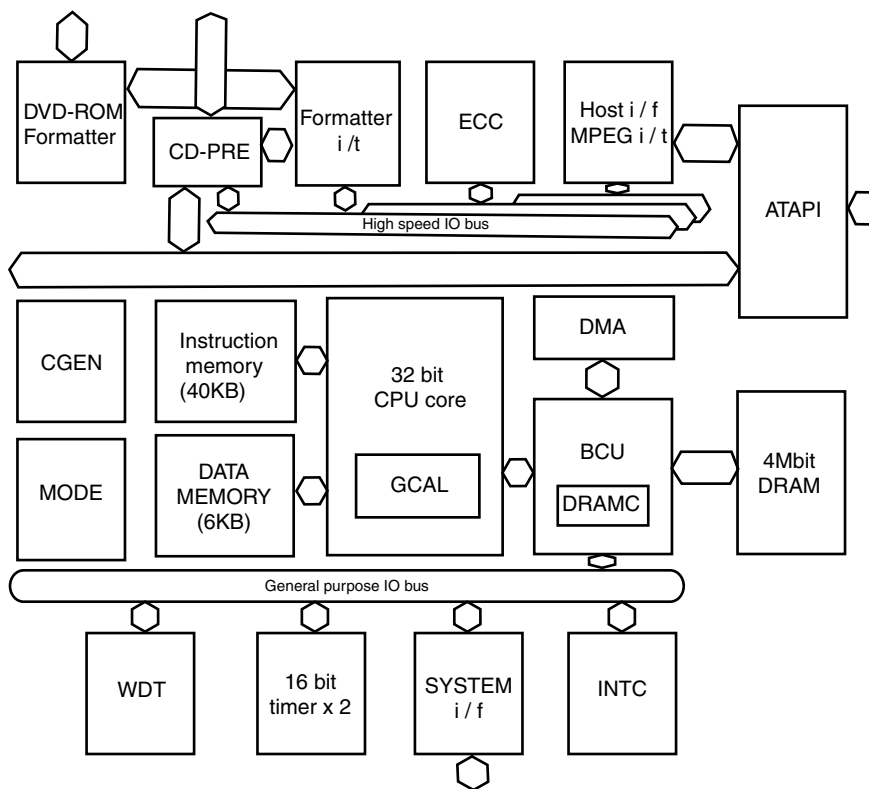 DVD-ROM
Formatter
CD-PRE
Formatter
i /t
ECC
Host i / f
MPEG i / t
ATAPI
High speed IO bus
CGEN
Instruction
memory
(40KB)
32 bit
CPU core
GCAL
DMA
MODE
DATA
MEMORY
(6KB)
BCU
DRAMC
4Mbit
DRAM
General purpose IO bus
WDT
16 bit
timer x 2
SYSTEM
i / f
INTC